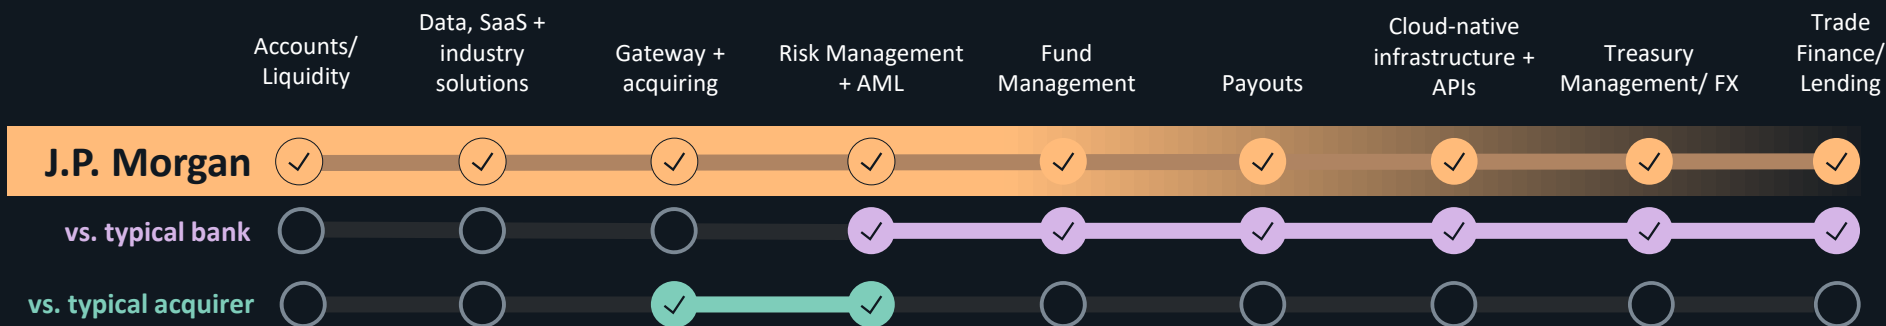 Accounts/
Liquidity
Data, SaaS +
industry
solutions
Gateway +
acquiring
Risk Management
+ AML
Fund
Management
Payouts
Cloud-native
infrastructure +
APIs
Treasury
Management/ FX
Trade
Finance/
Lending
J.P. Morgan
vs. typical bank
vs. typical acquirer